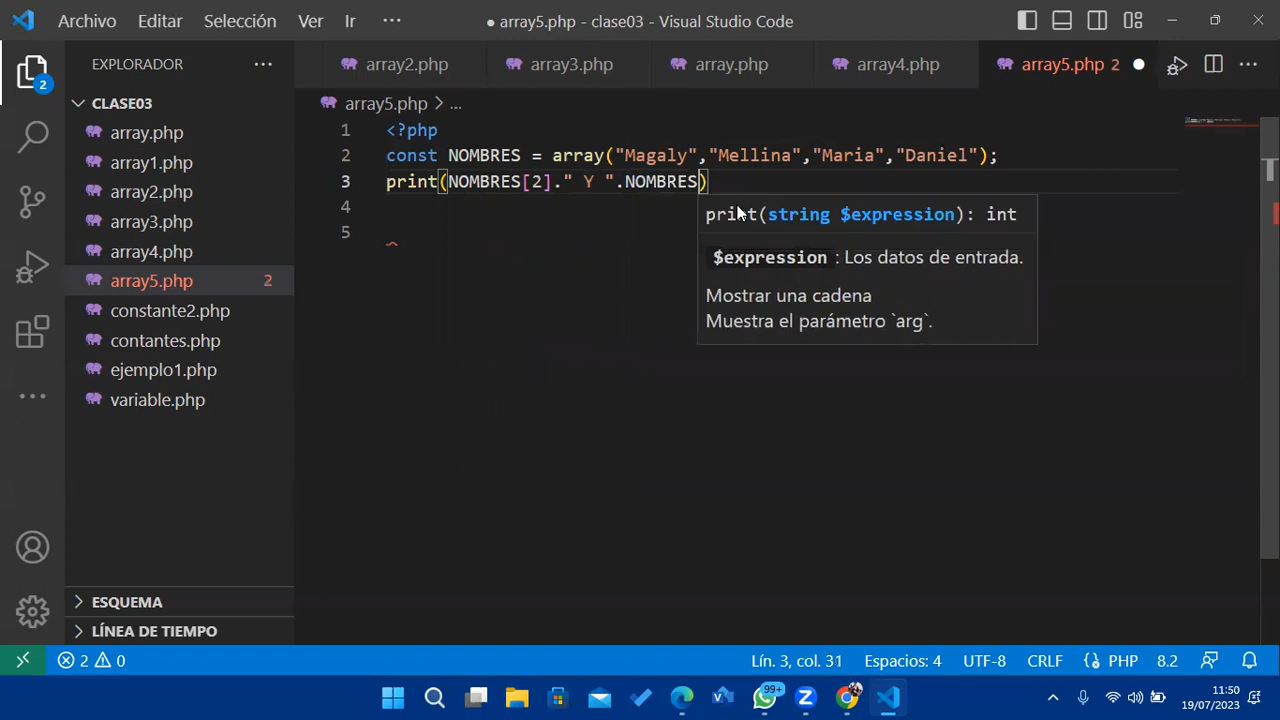 Archivo Editar Selección Ver Ir ··· ● array5.php - clase03 - Visual Studio Code
EXPLORADOR ···
array2.php array3.php array.php array4.php array5.php 2
CLASE03
array.php
array1.php
array2.php
array3.php
array4.php
array5.php 2
constante2.php
contantes.php
ejemplo1.php
variable.php
ESQUEMA
LÍNEA DE TIEMPO
2
array5.php > ...
1 <?php
2 const NOMBRES = array("Magaly","Mellina","Maria","Daniel");
3 print(NOMBRES[2]." Y ".NOMBRES)
4
5
print(string $expression): int
$expression : Los datos de entrada.
Mostrar una cadena
Muestra el parámetro `arg`.
2 0 Lín. 3, col. 31 Espacios: 4 UTF-8 CRLF {} PHP 8.2
99+
11:50
19/07/2023